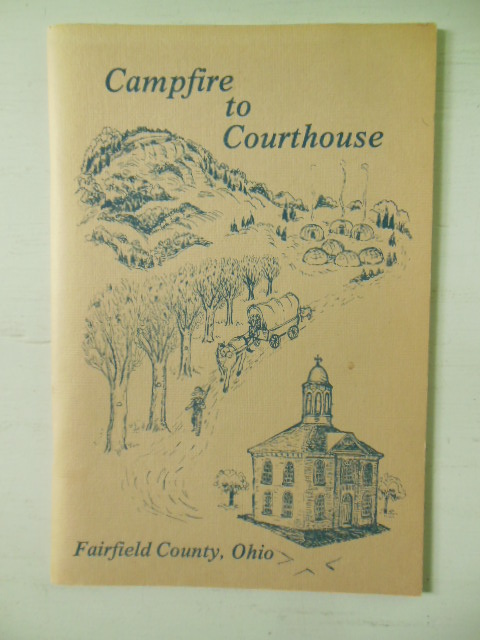 Campfire
to
Courthouse
Fairfield County, Ohio